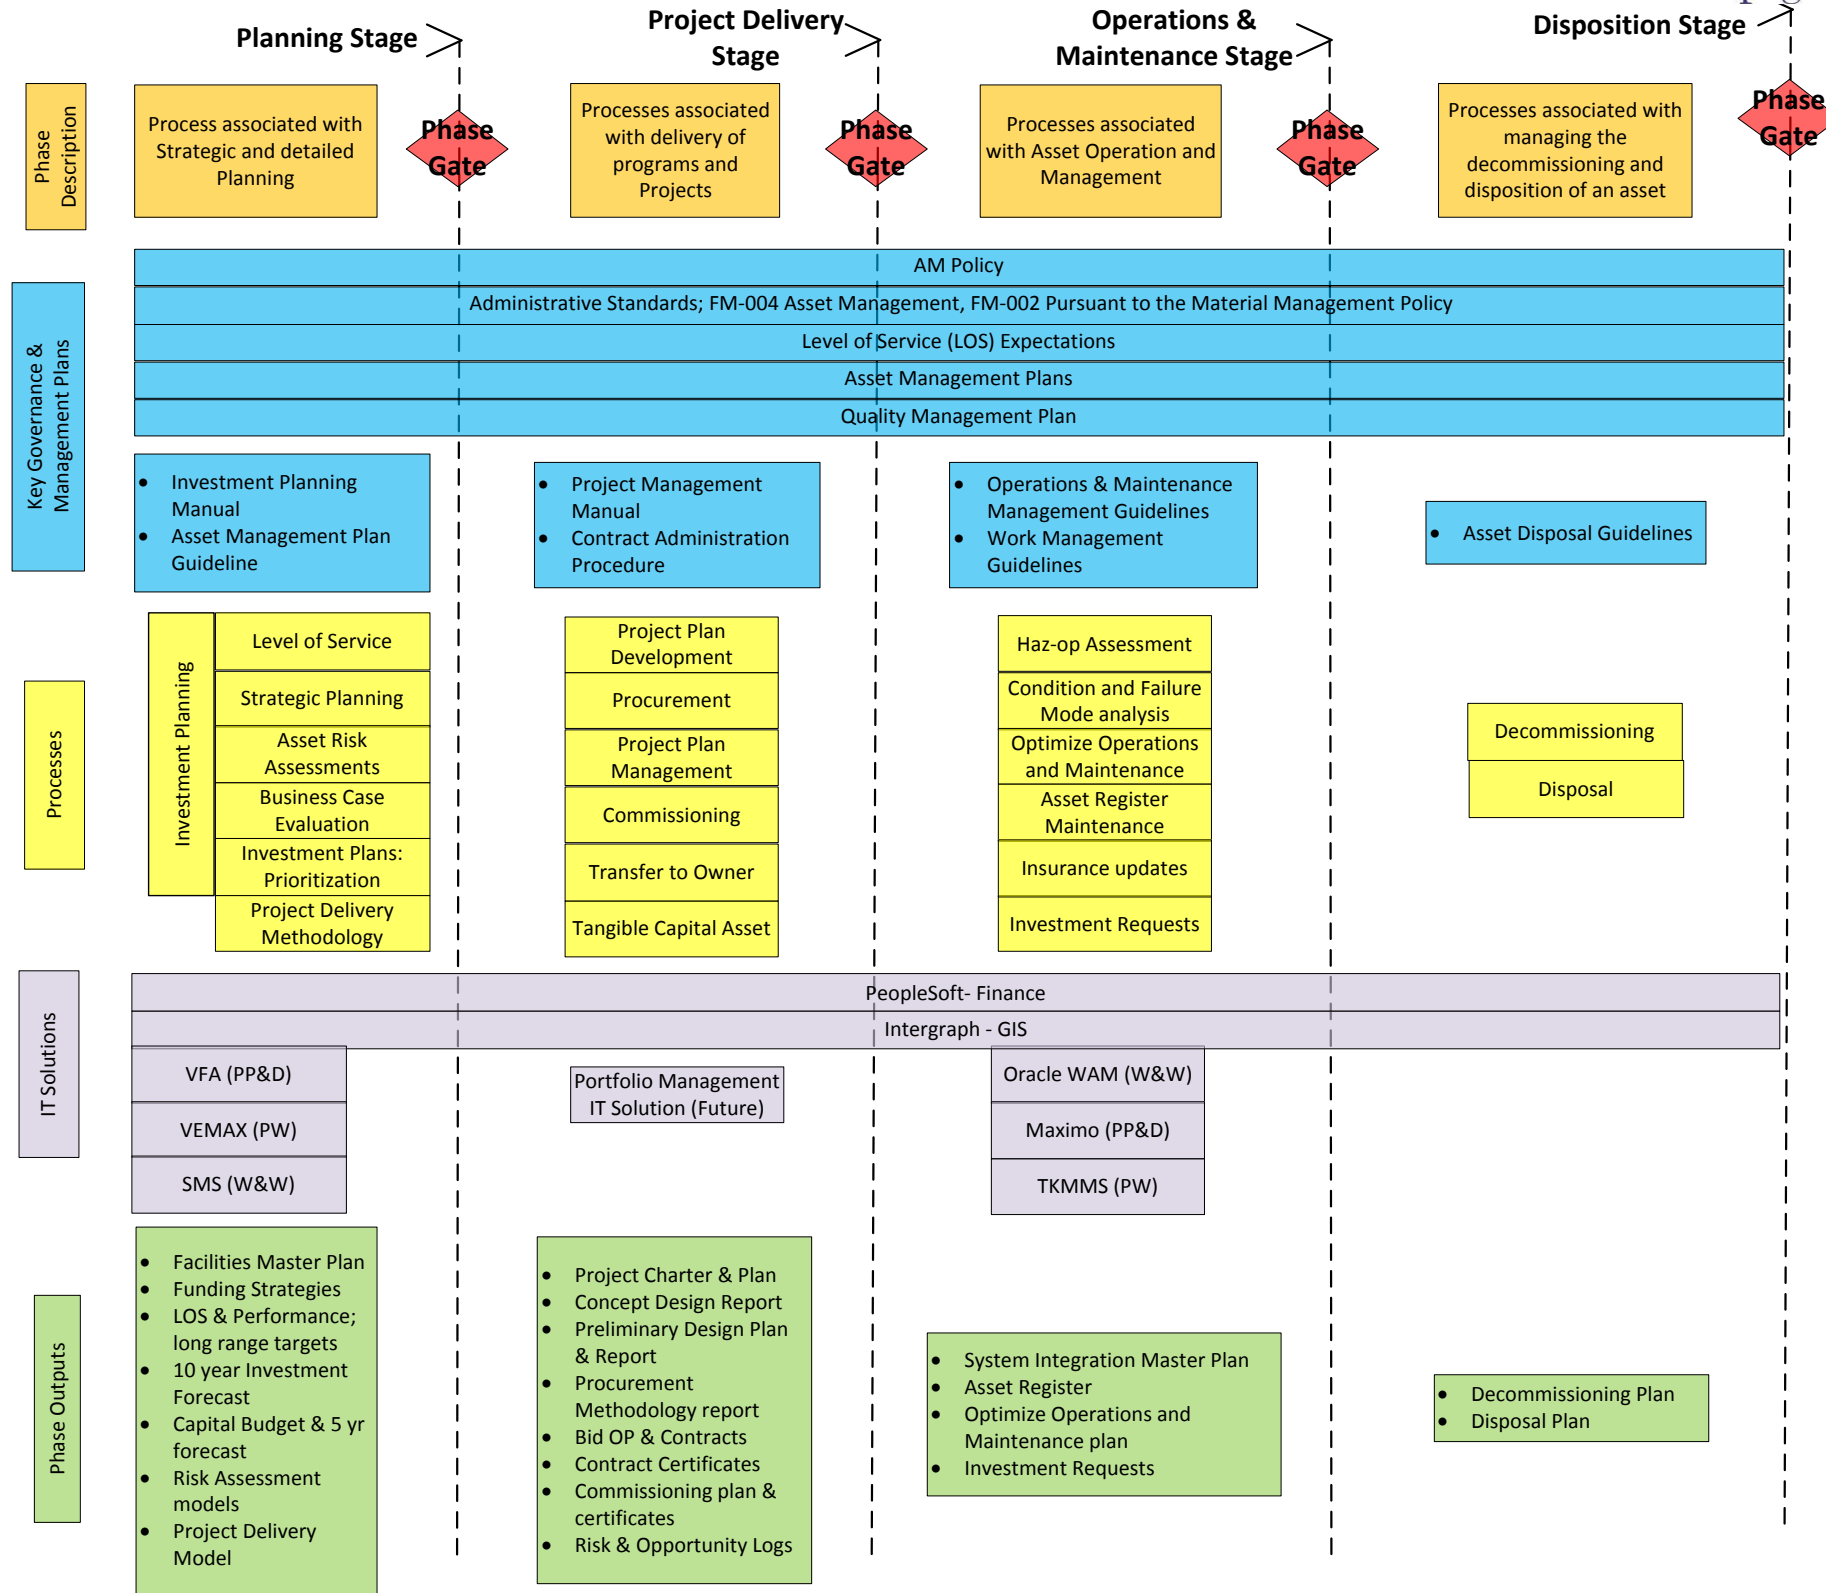 Planning Stage
Project Delivery
Stage
Operations &
Maintenance Stage
Disposition Stage
Phase
Description
Process associated with
Strategic and detailed
Planning
Phase
Gate
Processes associated
with delivery of
programs and
Projects
Phase
Gate
Processes associated
with Asset Operation and
Management
Phase
Gate
Processes associated with
managing the
decommissioning and
disposition of an asset
Phase
Gate
Key Governance &
Management Plans
AM Policy
Administrative Standards; FM-004 Asset Management, FM-002 Pursuant to the Material Management Policy
Level of Service (LOS) Expectations
Asset Management Plans
Quality Management Plan
• Investment Planning
Manual
• Asset Management Plan
Guideline
• Project Management
Manual
• Contract Administration
Procedure
• Operations & Maintenance
Management Guidelines
• Work Management
Guidelines
• Asset Disposal Guidelines
Processes
Investment Planning
Level of Service
Strategic Planning
Asset Risk
Assessments
Business Case
Evaluation
Investment Plans:
Prioritization
Project Delivery
Methodology
Project Plan
Development
Procurement
Project Plan
Management
Commissioning
Transfer to Owner
Tangible Capital Asset
Haz-op Assessment
Condition and Failure
Mode analysis
Optimize Operations
and Maintenance
Asset Register
Maintenance
Insurance updates
Investment Requests
Decommissioning
Disposal
IT Solutions
PeopleSoft- Finance
Intergraph - GIS
VFA (PP&D)
VEMAX (PW)
SMS (W&W)
Portfolio Management
IT Solution (Future)
Oracle WAM (W&W)
Maximo (PP&D)
TKMMS (PW)
Phase Outputs
• Facilities Master Plan
• Funding Strategies
• LOS & Performance;
long range targets
• 10 year Investment
Forecast
• Capital Budget & 5 yr
forecast
• Risk Assessment
models
• Project Delivery
Model
• Project Charter & Plan
• Concept Design Report
• Preliminary Design Plan
& Report
• Procurement
Methodology report
• Bid OP & Contracts
• Contract Certificates
• Commissioning plan &
certificates
• Risk & Opportunity Logs
• System Integration Master Plan
• Asset Register
• Optimize Operations and
Maintenance plan
• Investment Requests
• Decommissioning Plan
• Disposal Plan